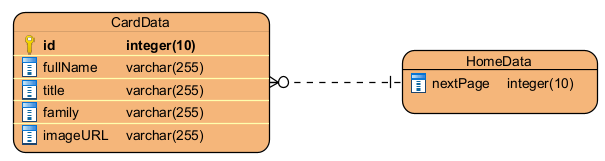 CardData
id integer(10)
fullName varchar(255)
title varchar(255)
family varchar(255)
imageURL varchar(255)
HomeData
nextPage integer(10)